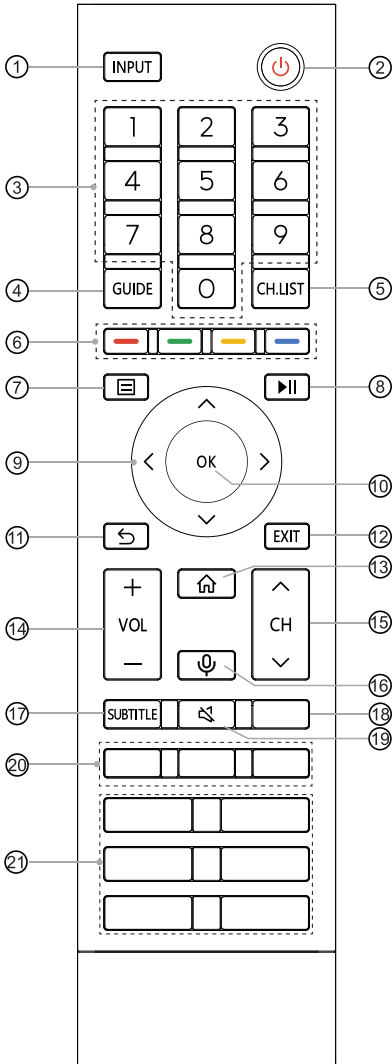 ① INPUT ②
1 2 3
③ 4 5 6
7 8 9
④ GUIDE 0 CH.LIST ⑤
⑥
⑦ ⑧
⑨ OK
⑩
⑪ EXIT ⑫
⑬
+
⑭ VOL CH ⑮
−
⑯
⑰ SUBTITLE ⑱
⑲
⑳
㉑